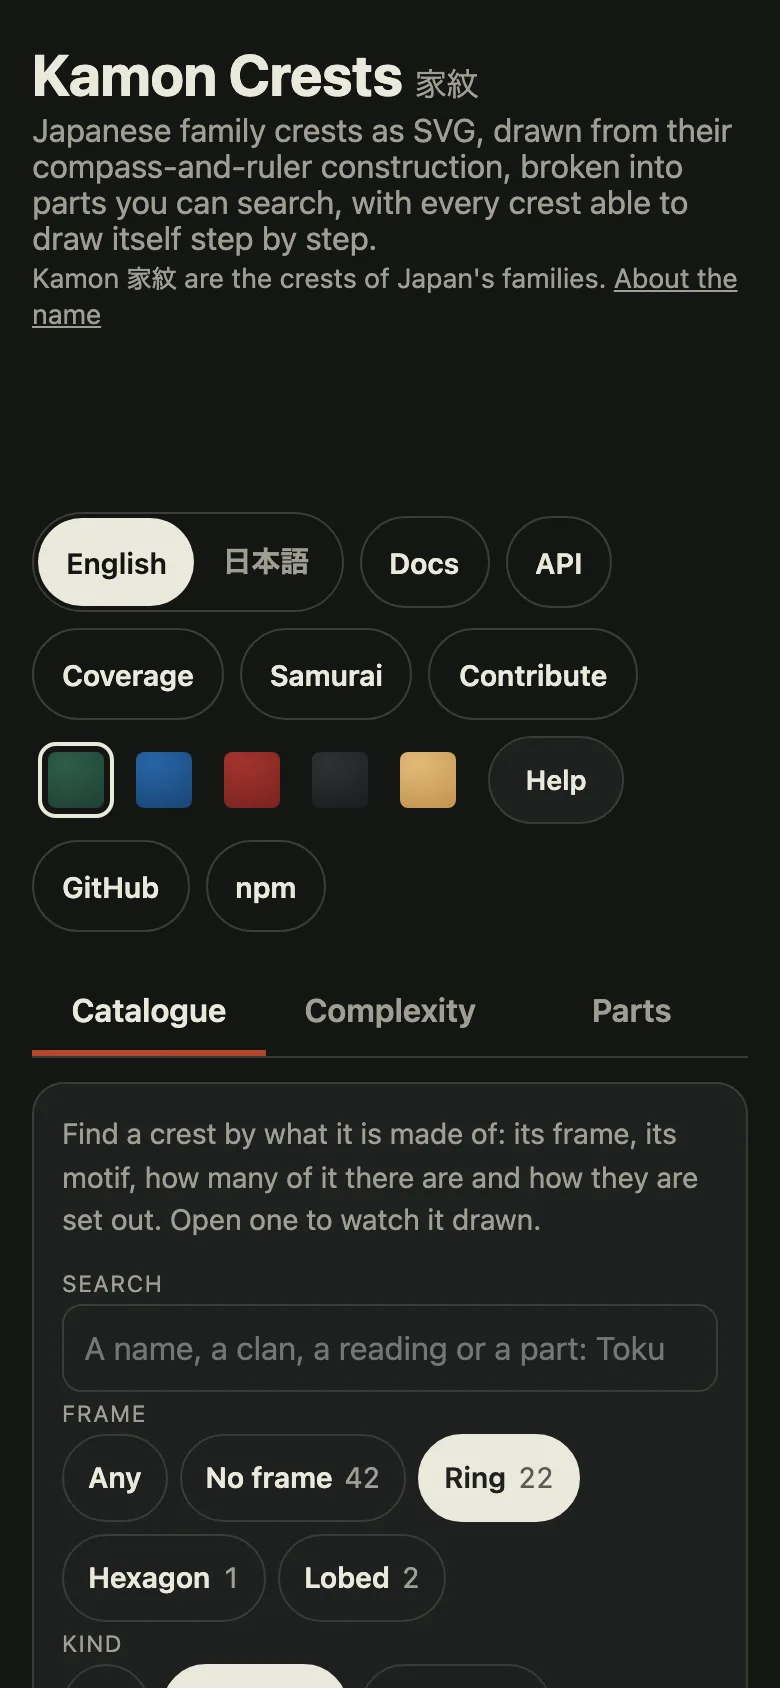 Kamon Crests 家紋
Japanese family crests as SVG, drawn from their
compass-and-ruler construction, broken into
parts you can search, with every crest able to
draw itself step by step.
Kamon 家紋 are the crests of Japan's families. About the
name
English 日本語 Docs API
Coverage Samurai Contribute
Help
GitHub npm
Catalogue Complexity Parts
Find a crest by what it is made of: its frame, its
motif, how many of it there are and how they are
set out. Open one to watch it drawn.
SEARCH
A name, a clan, a reading or a part: Toku
FRAME
Any No frame 42 Ring 22
Hexagon 1 Lobed 2
KIND